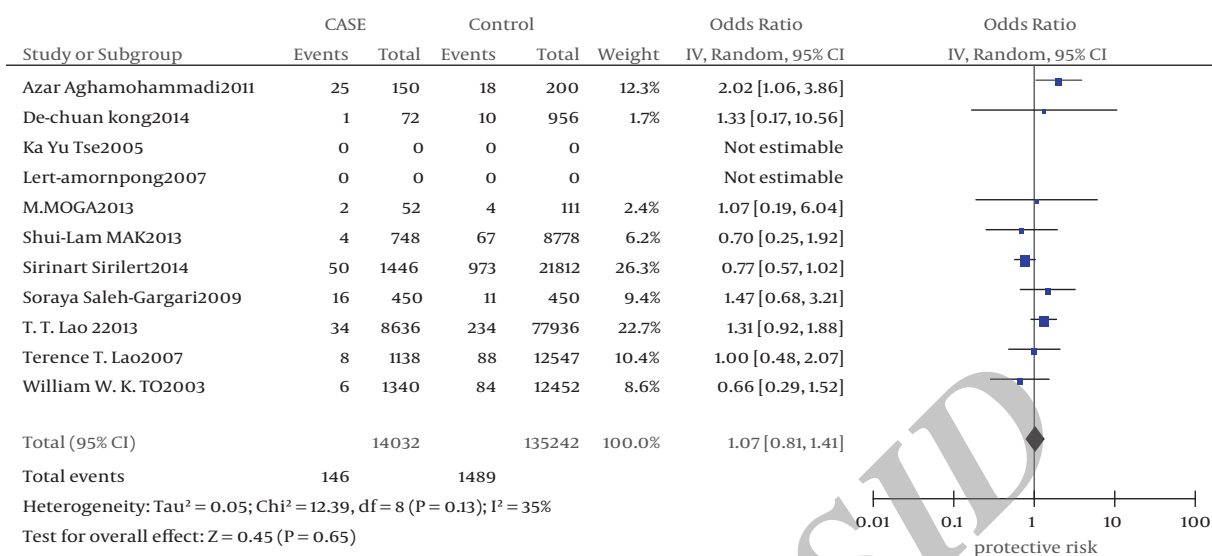 CASE Control Odds Ratio Odds Ratio
Study or Subgroup Events Total Events Total Weight IV, Random, 95% CI IV, Random, 95% CI
Azar Aghamohammadi2011 25 150 18 200 12.3% 2.02 [1.06, 3.86]
De-chuan kong2014 1 72 10 956 1.7% 1.33 [0.17, 10.56]
Ka Yu Tse2005 0 0 0 0 Not estimable
Lert-amornpong2007 0 0 0 0 Not estimable
M.MOGA2013 2 52 4 111 2.4% 1.07 [0.19, 6.04]
Shui-Lam MAK2013 4 748 67 8778 6.2% 0.70 [0.25, 1.92]
Sirinart Sirilert2014 50 1446 973 21812 26.3% 0.77 [0.57, 1.02]
Soraya Saleh-Gargari2009 16 450 11 450 9.4% 1.47 [0.68, 3.21]
T. T. Lao 22013 34 8636 234 77936 22.7% 1.31 [0.92, 1.88]
Terence T. Lao2007 8 1138 88 12547 10.4% 1.00 [0.48, 2.07]
William W. K. TO2003 6 1340 84 12452 8.6% 0.66 [0.29, 1.52]
Total (95% CI) 14032 135242 100.0% 1.07 [0.81, 1.41]
Total events 146 1489
Heterogeneity: Tau² = 0.05; Chi² = 12.39, df = 8 (P = 0.13); I² = 35%
Test for overall effect: Z = 0.45 (P = 0.65)
0.01 0.1 1 10 100
protective risk
SID